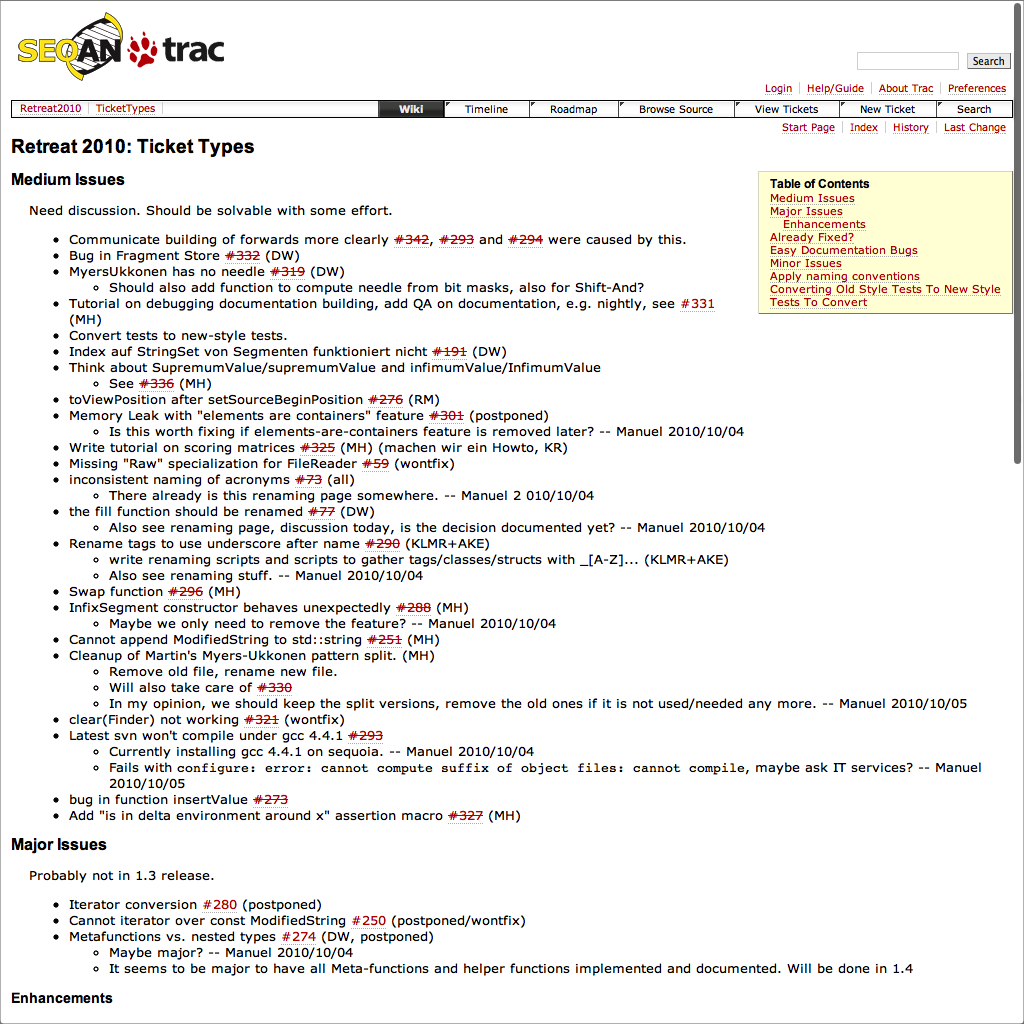 SEQAN trac
Search
Login Help/Guide About Trac Preferences
Retreat2010 TicketTypes Wiki Timeline Roadmap Browse Source View Tickets New Ticket Search
Start Page Index History Last Change
Retreat 2010: Ticket Types
Table of Contents
Medium Issues
Major Issues
Enhancements
Already Fixed?
Easy Documentation Bugs
Minor Issues
Apply naming conventions
Converting Old Style Tests To New Style
Tests To Convert
Medium Issues
Need discussion. Should be solvable with some effort.
• Communicate building of forwards more clearly #342, #293 and #294 were caused by this.
• Bug in Fragment Store #332 (DW)
• MyersUkkonen has no needle #319 (DW)
◦ Should also add function to compute needle from bit masks, also for Shift-And?
• Tutorial on debugging documentation building, add QA on documentation, e.g. nightly, see #331
(MH)
• Convert tests to new-style tests.
• Index auf StringSet von Segmenten funktioniert nicht #191 (DW)
• Think about SupremumValue/supremumValue and infimumValue/InfimumValue
◦ See #336 (MH)
• toViewPosition after setSourceBeginPosition #276 (RM)
• Memory Leak with "elements are containers" feature #301 (postponed)
◦ Is this worth fixing if elements-are-containers feature is removed later? -- Manuel 2010/10/04
• Write tutorial on scoring matrices #325 (MH) (machen wir ein Howto, KR)
• Missing "Raw" specialization for FileReader #59 (wontfix)
• inconsistent naming of acronyms #73 (all)
◦ There already is this renaming page somewhere. -- Manuel 2 010/10/04
• the fill function should be renamed #77 (DW)
◦ Also see renaming page, discussion today, is the decision documented yet? -- Manuel 2010/10/04
• Rename tags to use underscore after name #290 (KLMR+AKE)
◦ write renaming scripts and scripts to gather tags/classes/structs with _[A-Z]... (KLMR+AKE)
◦ Also see renaming stuff. -- Manuel 2010/10/04
• Swap function #296 (MH)
• InfixSegment constructor behaves unexpectedly #288 (MH)
◦ Maybe we only need to remove the feature? -- Manuel 2010/10/04
• Cannot append ModifiedString to std::string #251 (MH)
• Cleanup of Martin's Myers-Ukkonen pattern split. (MH)
◦ Remove old file, rename new file.
◦ Will also take care of #330
◦ In my opinion, we should keep the split versions, remove the old ones if it is not used/needed any more. -- Manuel 2010/10/05
• clear(Finder) not working #321 (wontfix)
• Latest svn won't compile under gcc 4.4.1 #293
◦ Currently installing gcc 4.4.1 on sequoia. -- Manuel 2010/10/04
◦ Fails with configure: error: cannot compute suffix of object files: cannot compile, maybe ask IT services? -- Manuel
2010/10/05
• bug in function insertValue #273
• Add "is in delta environment around x" assertion macro #327 (MH)
Major Issues
Probably not in 1.3 release.
• Iterator conversion #280 (postponed)
• Cannot iterator over const ModifiedString #250 (postponed/wontfix)
• Metafunctions vs. nested types #274 (DW, postponed)
◦ Maybe major? -- Manuel 2010/10/04
◦ It seems to be major to have all Meta-functions and helper functions implemented and documented. Will be done in 1.4
Enhancements